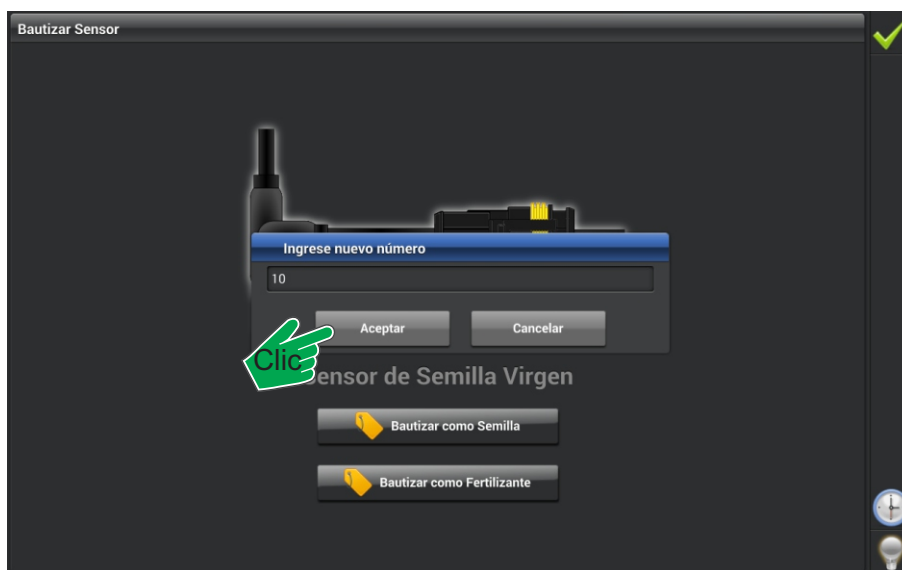 Bautizar Sensor
Ingrese nuevo número
10
Aceptar
Cancelar
Clic
Sensor de Semilla Virgen
Bautizar como Semilla
Bautizar como Fertilizante